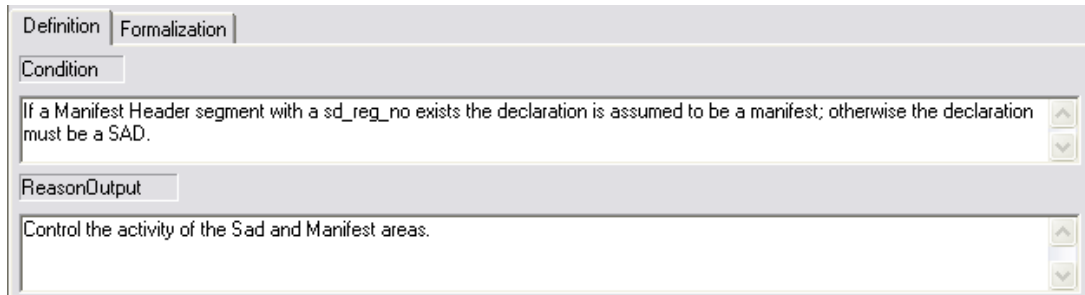 Definition Formalization
Condition
If a Manifest Header segment with a sd_reg_no exists the declaration is assumed to be a manifest; otherwise the declaration
must be a SAD.
ReasonOutput
Control the activity of the Sad and Manifest areas.